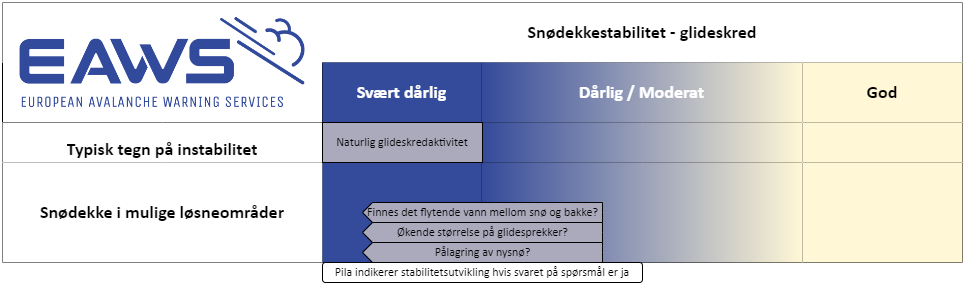 EAWS
EUROPEAN AVALANCHE WARNING SERVICES
Snødekkestabilitet - glideskred
Svært dårlig
Dårlig / Moderat
God
Typisk tegn på instabilitet
Naturlig glideskredaktivitet
Snødekke i mulige løsneområder
Finnes det flytende vann mellom snø og bakke?
Økende størrelse på glidesprekker?
Pålagring av nysnø?
Pila indikerer stabilitetsutvikling hvis svaret på spørsmål er ja